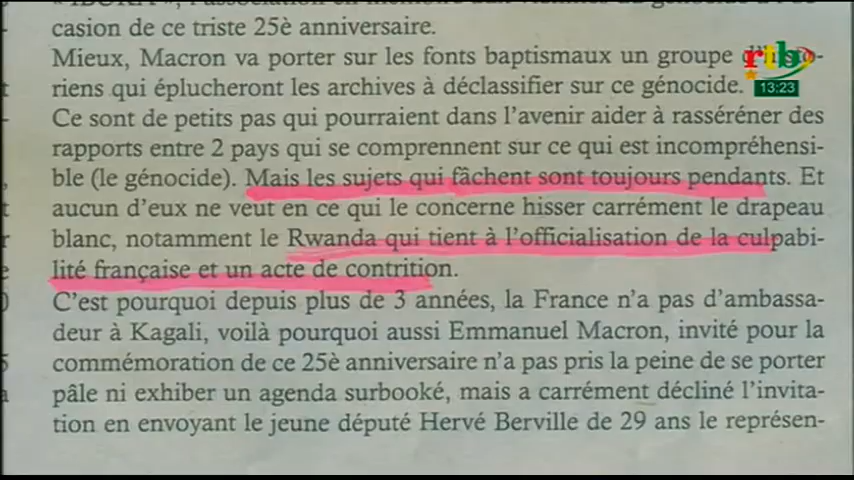 casion de ce triste 25è anniversaire.
Mieux, Macron va porter sur les fonts baptismaux un groupe
riens qui éplucheront les archives à déclassifier sur ce génocide.
Ce sont de petits pas qui pourraient dans l'avenir aider à rasséréner des
rapports entre 2 pays qui se comprennent sur ce qui est incompréhensi-
ble (le génocide). Mais les sujets qui fâchent sont toujours pendants. Et
aucun d'eux ne veut en ce qui le concerne hisser carrément le drapeau
blanc, notamment le Rwanda qui tient à l'officialisation de la culpabi-
lité française et un acte de contrition.
C'est pourquoi depuis plus de 3 années, la France n'a pas d'ambassa-
deur à Kagali, voilà pourquoi aussi Emmanuel Macron, invité pour la
commémoration de ce 25è anniversaire n'a pas pris la peine de se porter
pâle ni exhiber un agenda surbooké, mais a carrément décliné l'invita-
tion en envoyant le jeune député Hervé Berville de 29 ans le représen-
rtb
13:23